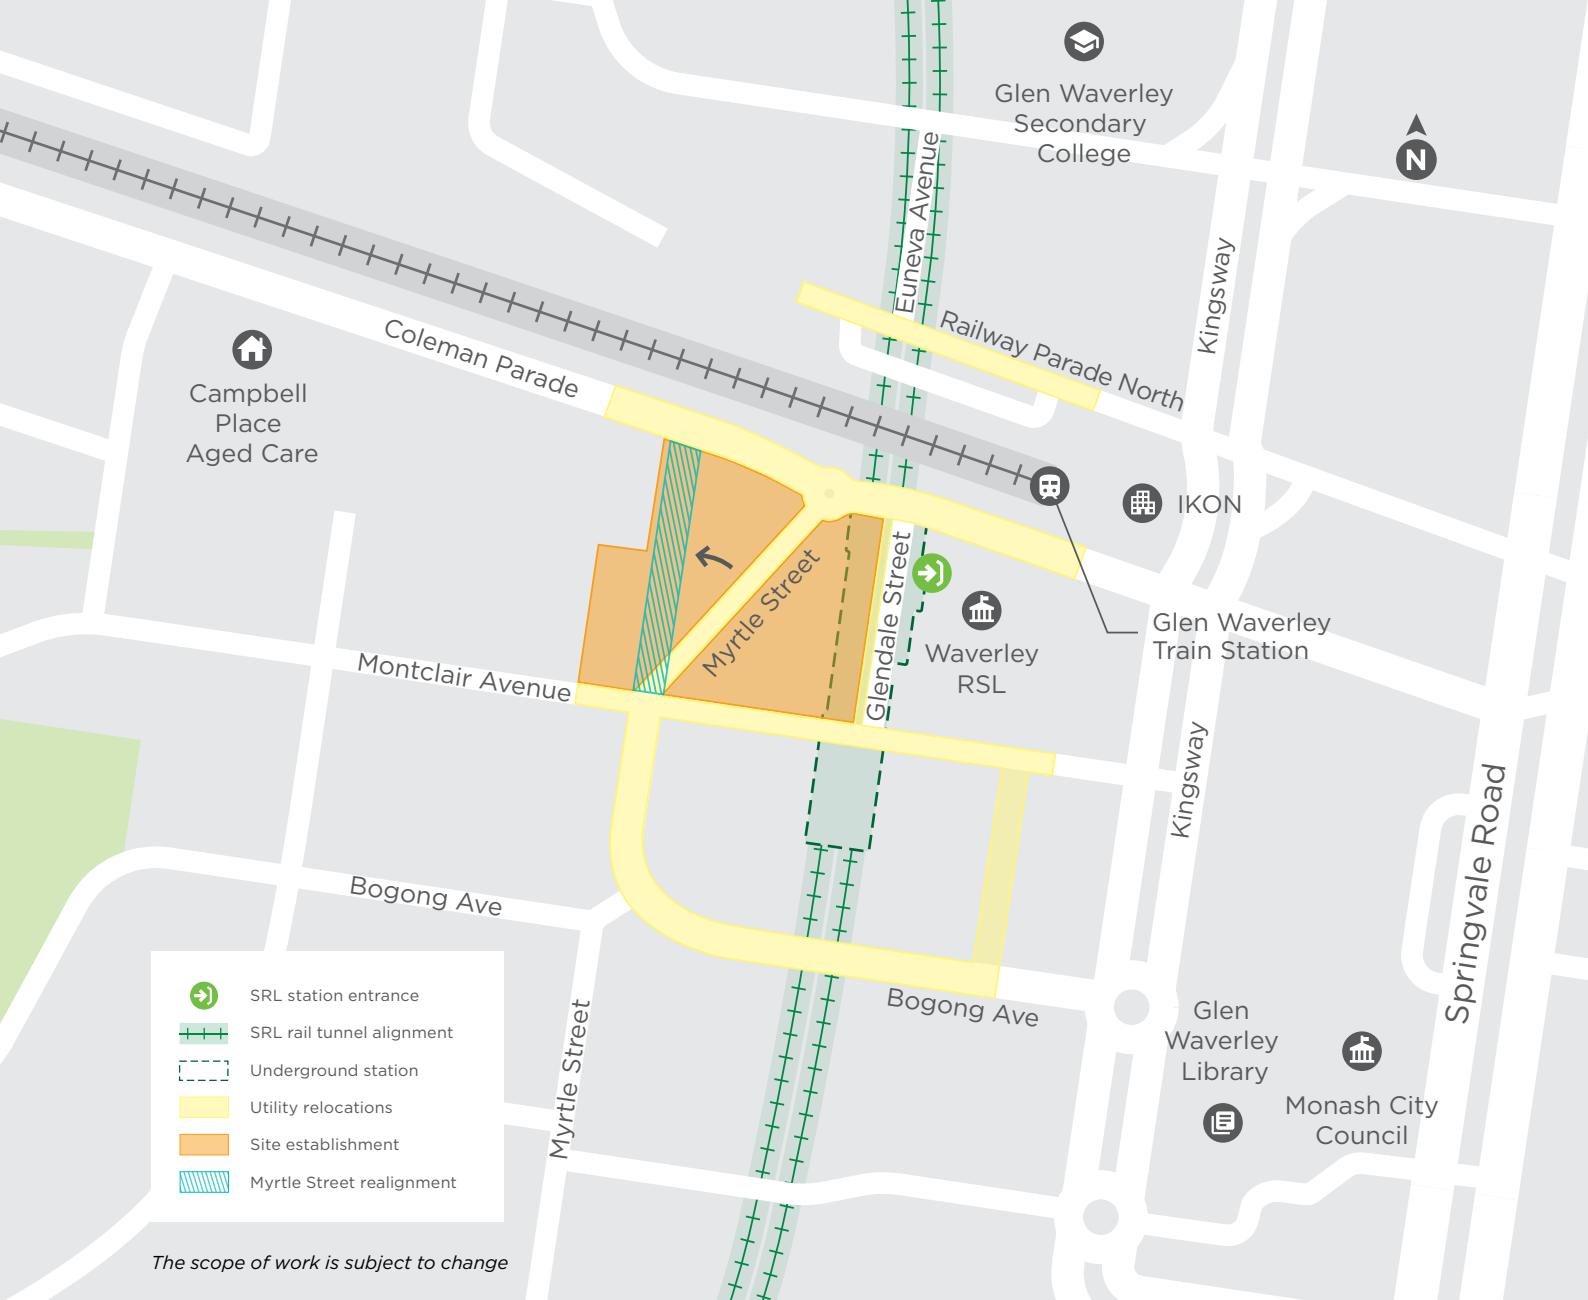 Glen Waverley
Secondary
College
N
Euneva Avenue
Kingsway
Railway Parade North
Coleman Parade
Campbell
Place
Aged Care
IKON
Myrtle Street
Glendale Street
Waverley
RSL
Glen Waverley
Train Station
Montclair Avenue
Kingsway
Springvale Road
Bogong Ave
Bogong Ave
Myrtle Street
Glen
Waverley
Library
Monash City
Council
SRL station entrance
SRL rail tunnel alignment
Underground station
Utility relocations
Site establishment
Myrtle Street realignment
The scope of work is subject to change